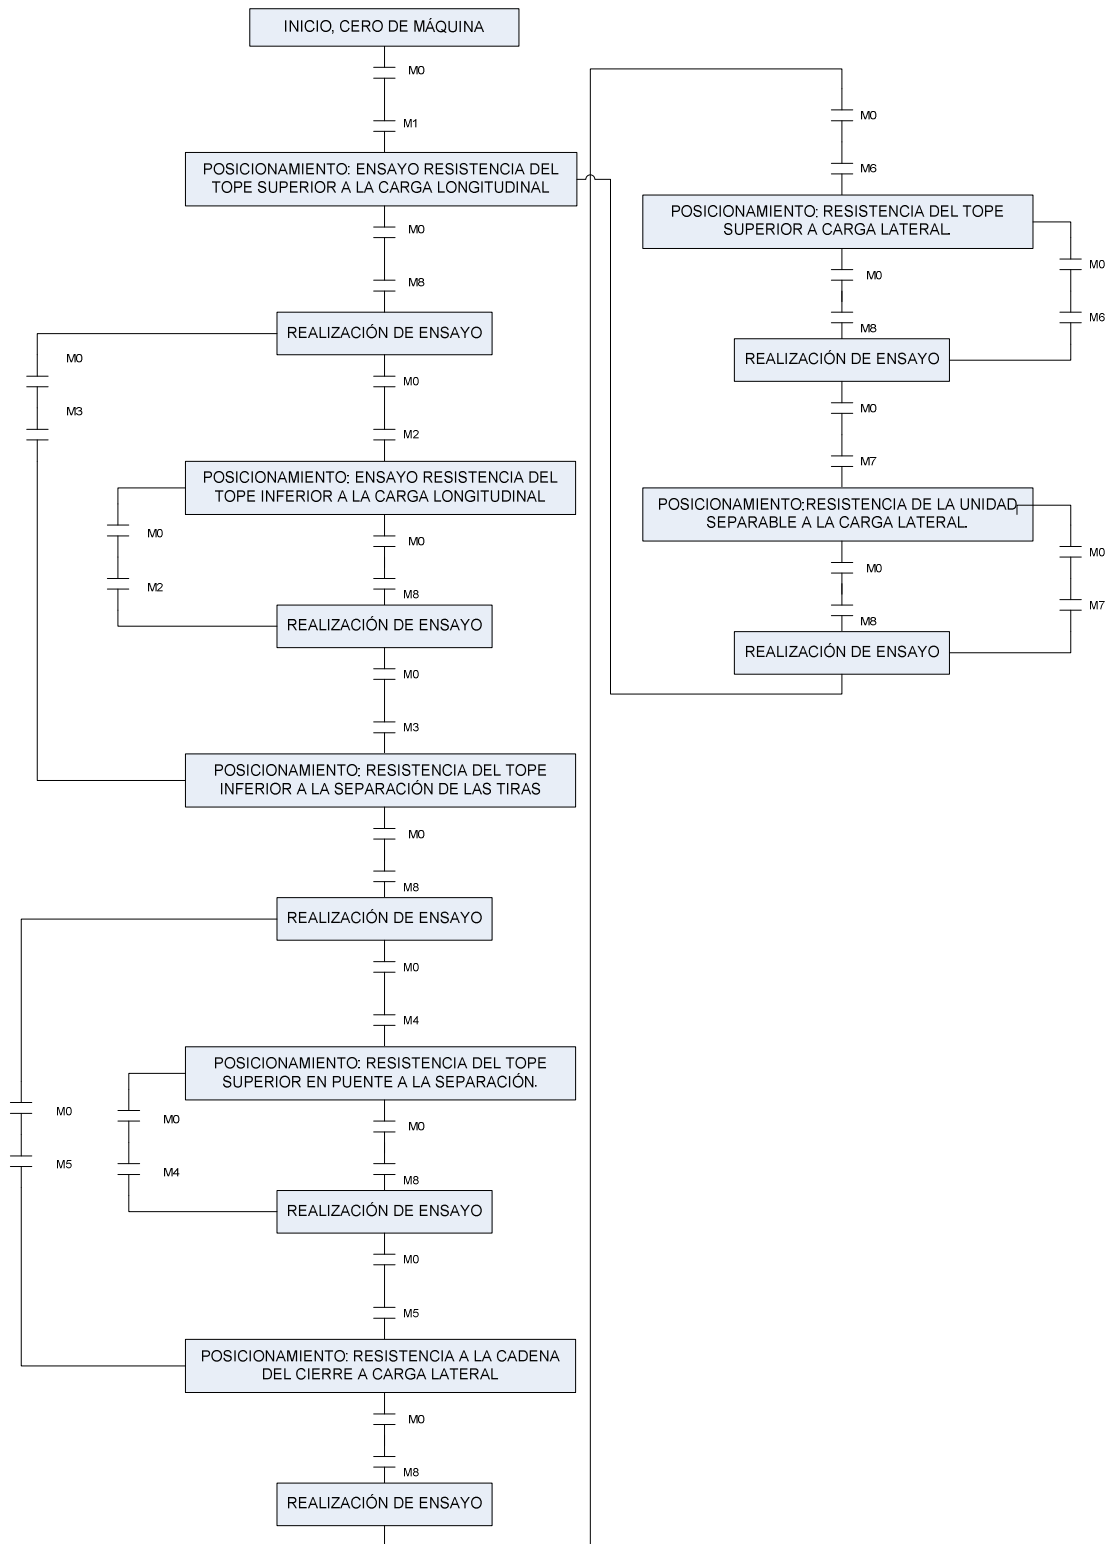 INICIO, CERO DE MÁQUINA
M0
M1
POSICIONAMIENTO: ENSAYO RESISTENCIA DEL
TOPE SUPERIOR A LA CARGA LONGITUDINAL
M0
M8
REALIZACIÓN DE ENSAYO
M0
M3
M0
M2
POSICIONAMIENTO: ENSAYO RESISTENCIA DEL
TOPE INFERIOR A LA CARGA LONGITUDINAL
M0
M2
M0
M8
REALIZACIÓN DE ENSAYO
M0
M3
POSICIONAMIENTO: RESISTENCIA DEL TOPE
INFERIOR A LA SEPARACIÓN DE LAS TIRAS
M0
M8
REALIZACIÓN DE ENSAYO
M0
M4
POSICIONAMIENTO: RESISTENCIA DEL TOPE
SUPERIOR EN PUENTE A LA SEPARACIÓN.
M0
M5
M0
M4
M0
M8
REALIZACIÓN DE ENSAYO
M0
M5
POSICIONAMIENTO: RESISTENCIA A LA CADENA
DEL CIERRE A CARGA LATERAL
M0
M8
REALIZACIÓN DE ENSAYO
M0
M6
POSICIONAMIENTO: RESISTENCIA DEL TOPE
SUPERIOR A CARGA LATERAL.
M0
M8
M0
M6
REALIZACIÓN DE ENSAYO
M0
M7
POSICIONAMIENTO:RESISTENCIA DE LA UNIDAD
SEPARABLE A LA CARGA LATERAL.
M0
M8
M0
M7
REALIZACIÓN DE ENSAYO